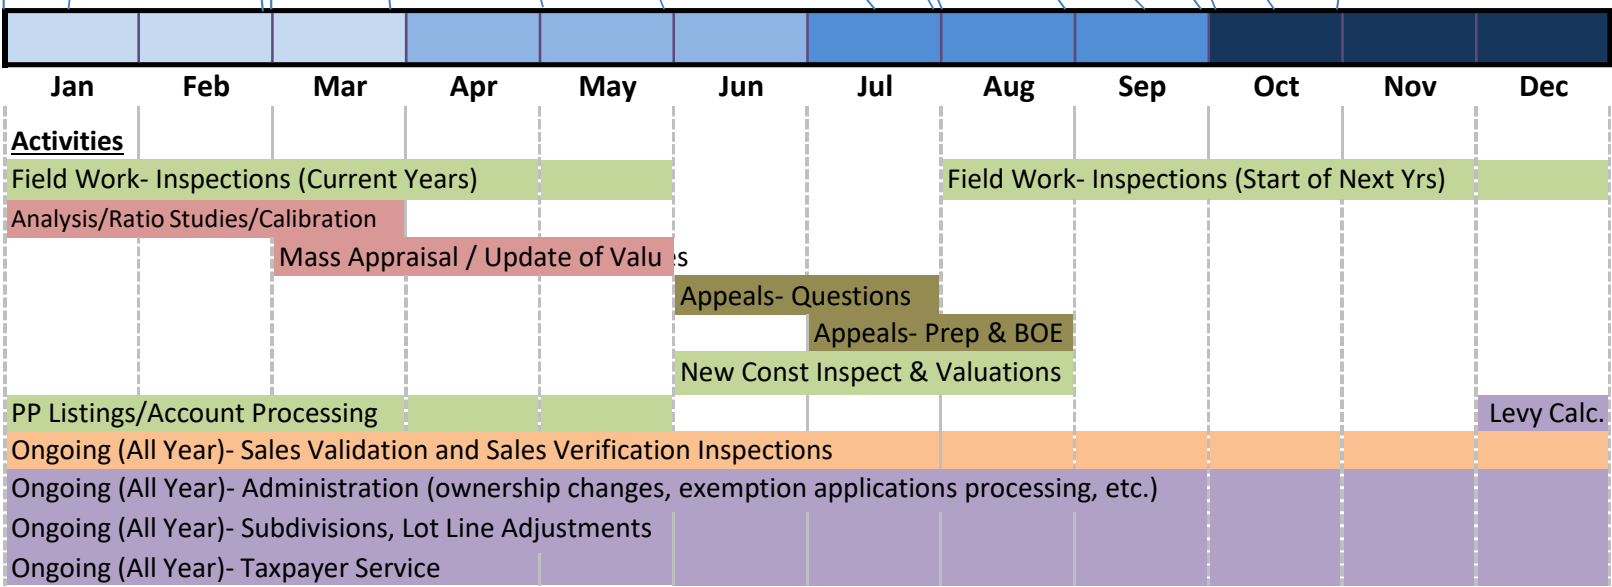 Jan Feb Mar Apr May Jun Jul Aug Sep Oct Nov Dec
Activities
Field Work- Inspections (Current Years) Field Work- Inspections (Start of Next Yrs)
Analysis/Ratio Studies/Calibration
Mass Appraisal / Update of Values
Appeals- Questions
Appeals- Prep & BOE
New Const Inspect & Valuations
PP Listings/Account Processing Levy Calc.
Ongoing (All Year)- Sales Validation and Sales Verification Inspections
Ongoing (All Year)- Administration (ownership changes, exemption applications processing, etc.)
Ongoing (All Year)- Subdivisions, Lot Line Adjustments
Ongoing (All Year)- Taxpayer Service